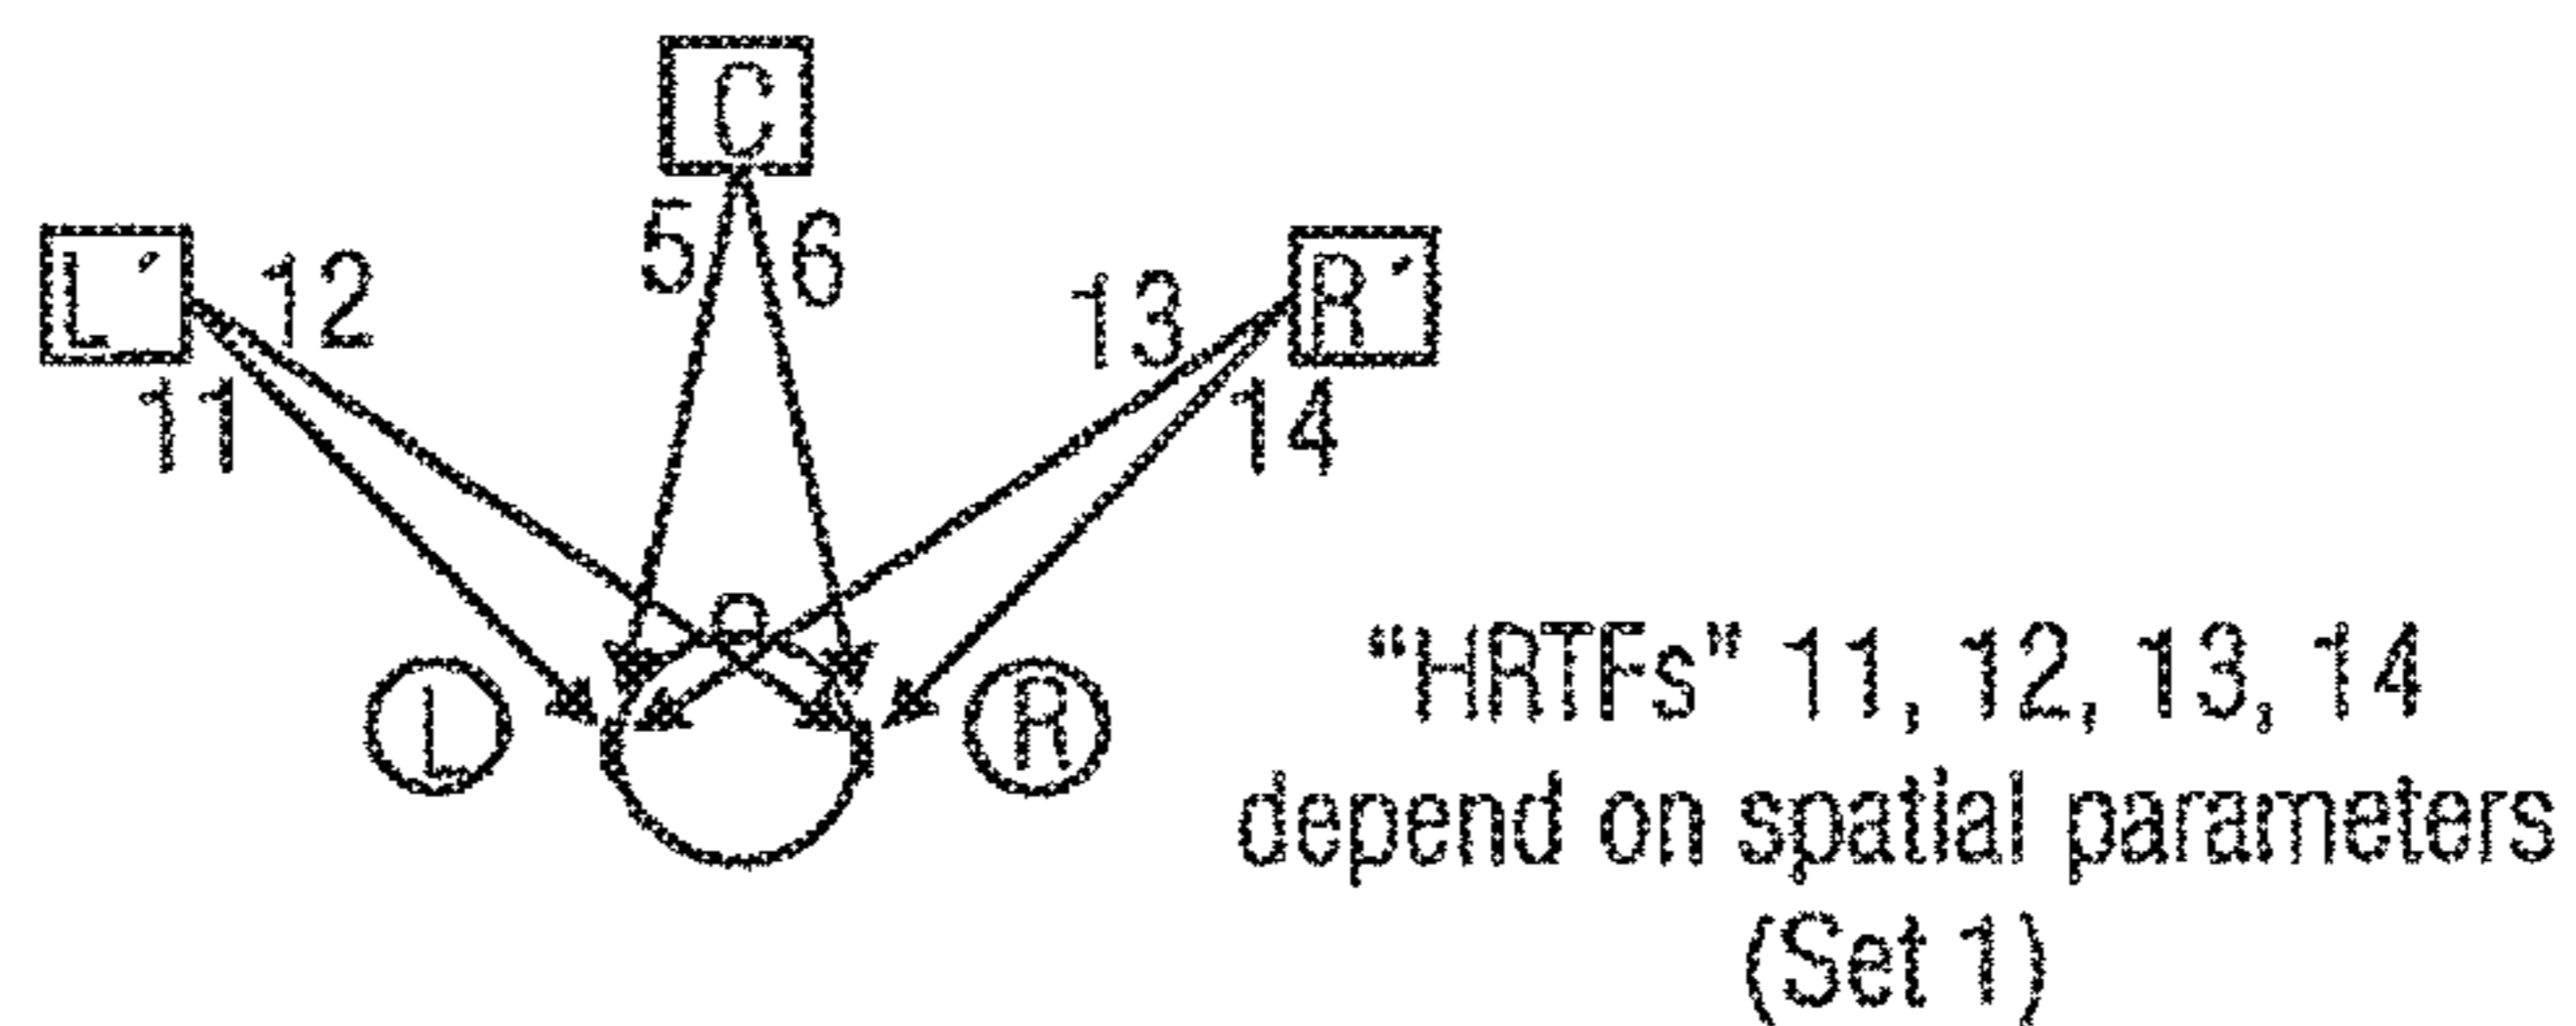 C
5 6
L´ 12 13 R´
11 14
L R
“HRTFs” 11, 12, 13, 14
depend on spatial parameters
(Set 1)